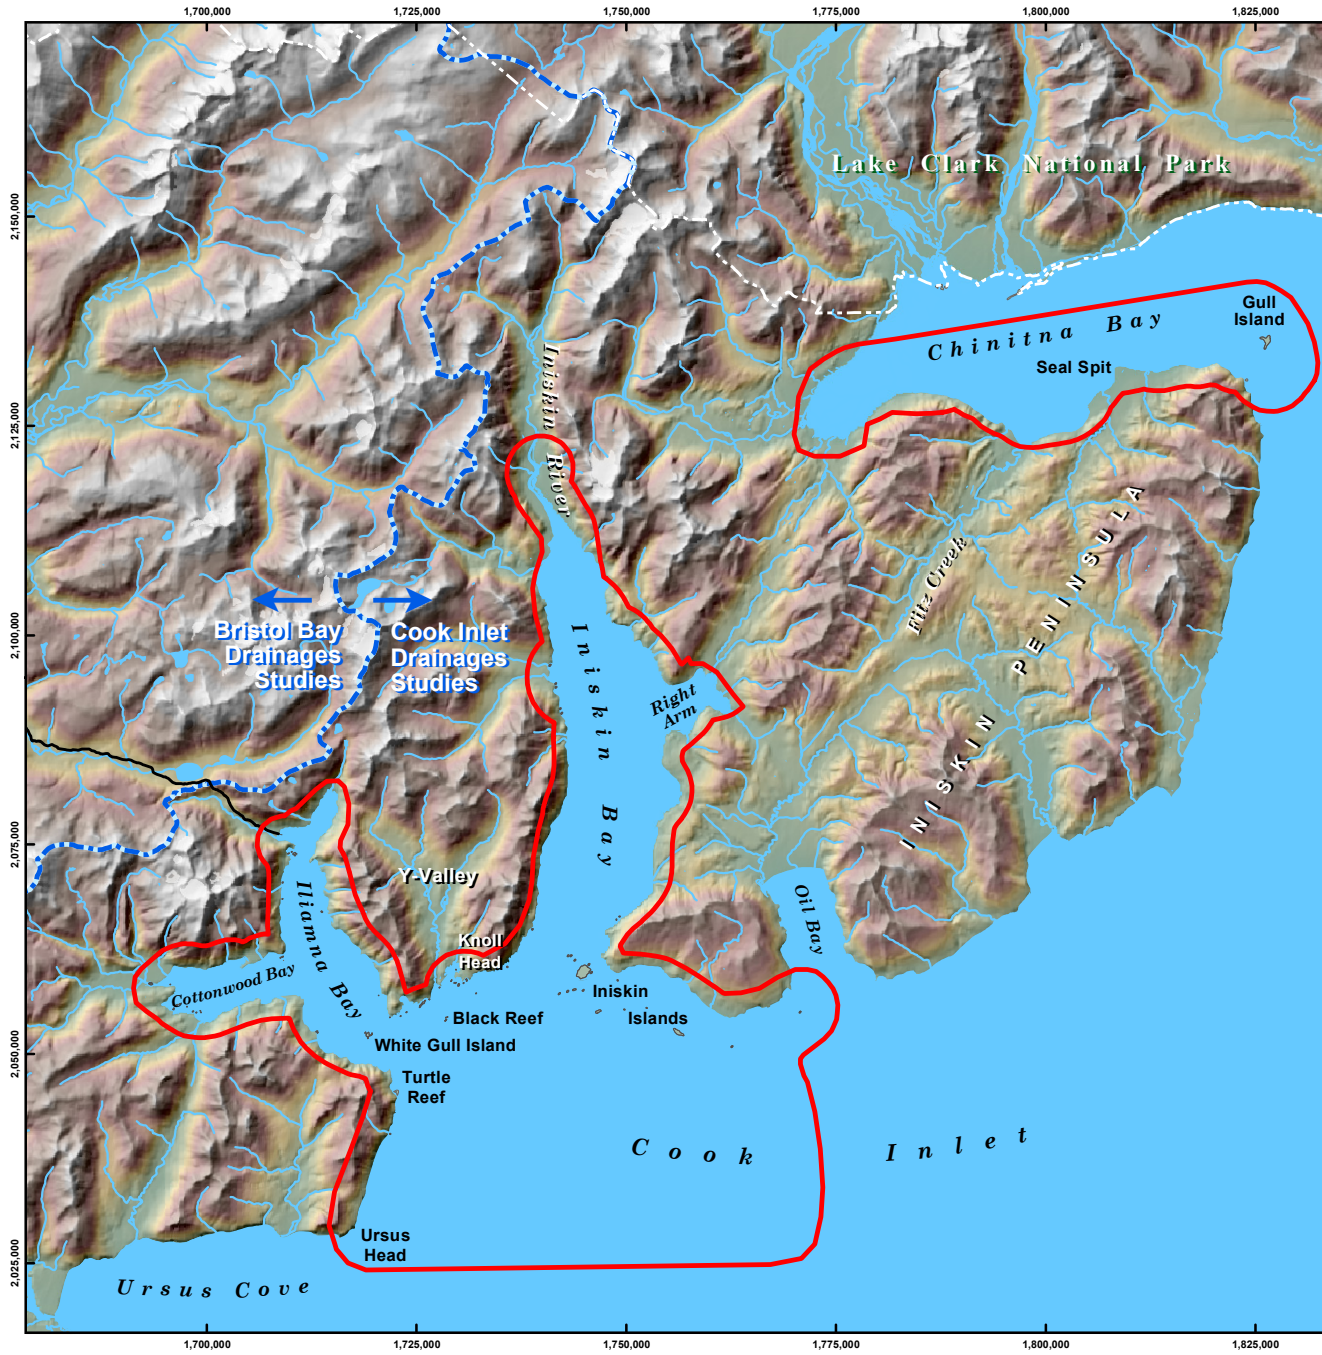 1,700,000
1,725,000
1,750,000
1,775,000
1,800,000
1,825,000
Lake Clark National Park
2,150,000
Gull
Island
Chinitna Bay
Seal Spit
Iniskin River
2,125,000
Fitz Creek
INISKIN PENINSULA
Bristol Bay
Drainages
Studies
Cook Inlet
Drainages
Studies
2,100,000
Iniskin Bay
Right
Arm
2,075,000
Y-Valley
Iliamna Bay
Oil Bay
Knoll
Head
Cottonwood Bay
Iniskin
Islands
Black Reef
White Gull Island
2,050,000
Turtle
Reef
Cook Inlet
Ursus
Head
2,025,000
Ursus Cove
1,700,000
1,725,000
1,750,000
1,775,000
1,800,000
1,825,000